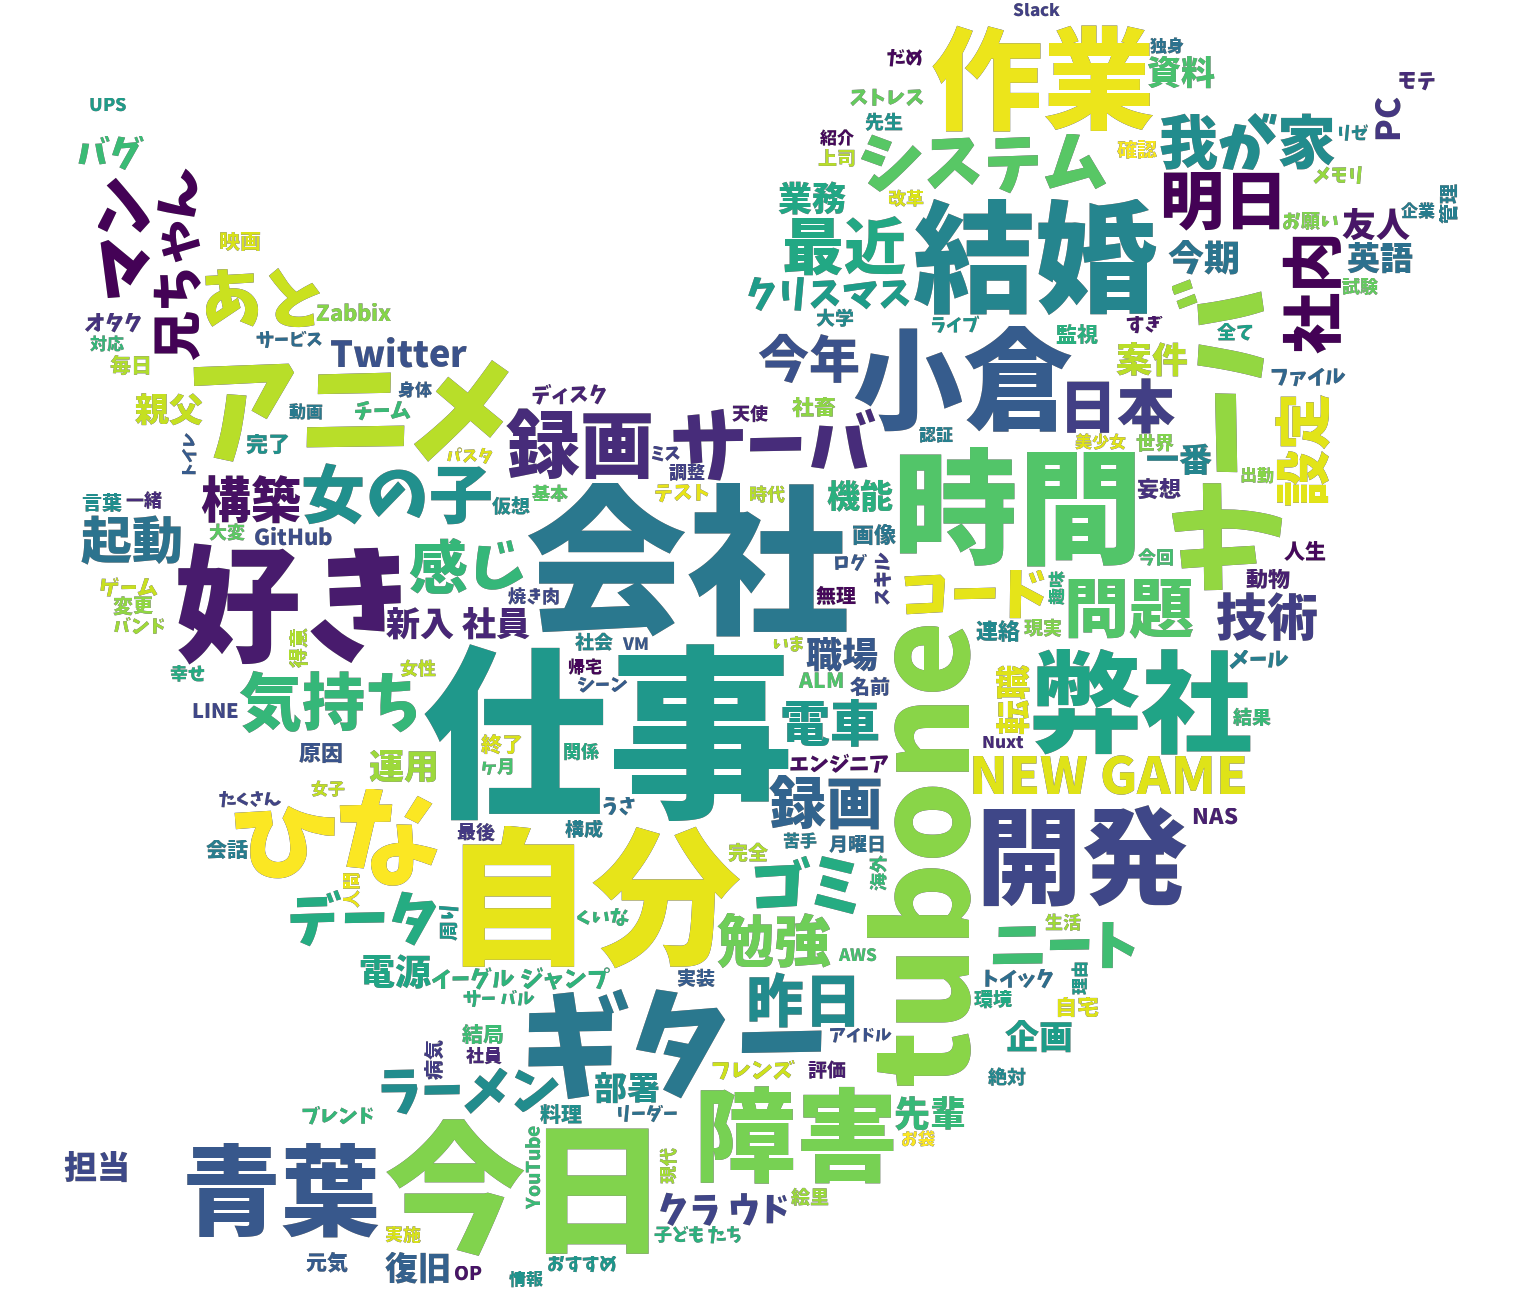 Slack
作業
独身
だめ
資料
モテ
ストレス
UPS
PC
先生
我が家
リゼ
紹介
バグ
システム
確認
上司
メモリ
マン
兄ちゃん
業務
改革
結婚
明日
お願い
友人
企業
管理
最近
映画
今期
社内
英語
あと
クリスマス
試験
Zabbix
大学
ライブ
すぎ
オタク
監視
サーバー
全て
対応
サービス
Twitter
今年
小倉
案件
毎日
アニメ
ファイル
身体
ディスク
日本
親父
動画
チーム
録画
サーバ
天使
社畜
設定
完了
認証
美少女
世界
トイレ
パスタ
ミス
調整
時間
一番
出勤
構築
女の子
仮想
基本
テスト
時代
機能
妄想
言葉
一緒
会社
起動
大変
GitHub
画像
感じ
人生
好き
ログ
今回
スキル
コード
趣味
動物
ゲーム
焼き肉
無理
問題
変更
新入 社員
技術
バンド
得意
社会
VM
いま
職場
tubone
連絡
現実
幸せ
気持ち
女性
帰宅
仕事
シーン
ALM
名前
転職
弊社
メール
LINE
電車
結果
原因
終了
関係
Nuxt
運用
ヶ月
エンジニア
NEW GAME
女子
たくさん
ひな
録画
うさ
開発
NAS
最後
構成
会話
苦手
月曜日
自分
完全
ゴミ
海外
人間
データ
周り
くいな
勉強
生活
ニート
AWS
電源
イーグル ジャンプ
実装
トイック
理由
サーバル
昨日
環境
自宅
ギター
結局
アイドル
企画
病気
社員
ラーメン
部署
フレンズ
評価
絶対
ブレンド
料理
リーダー
障害
先輩
今日
YouTube
お袋
担当
青葉
現代
クラウド
絵里
実施
子どもたち
元気
復旧
OP
情報
おすすめ